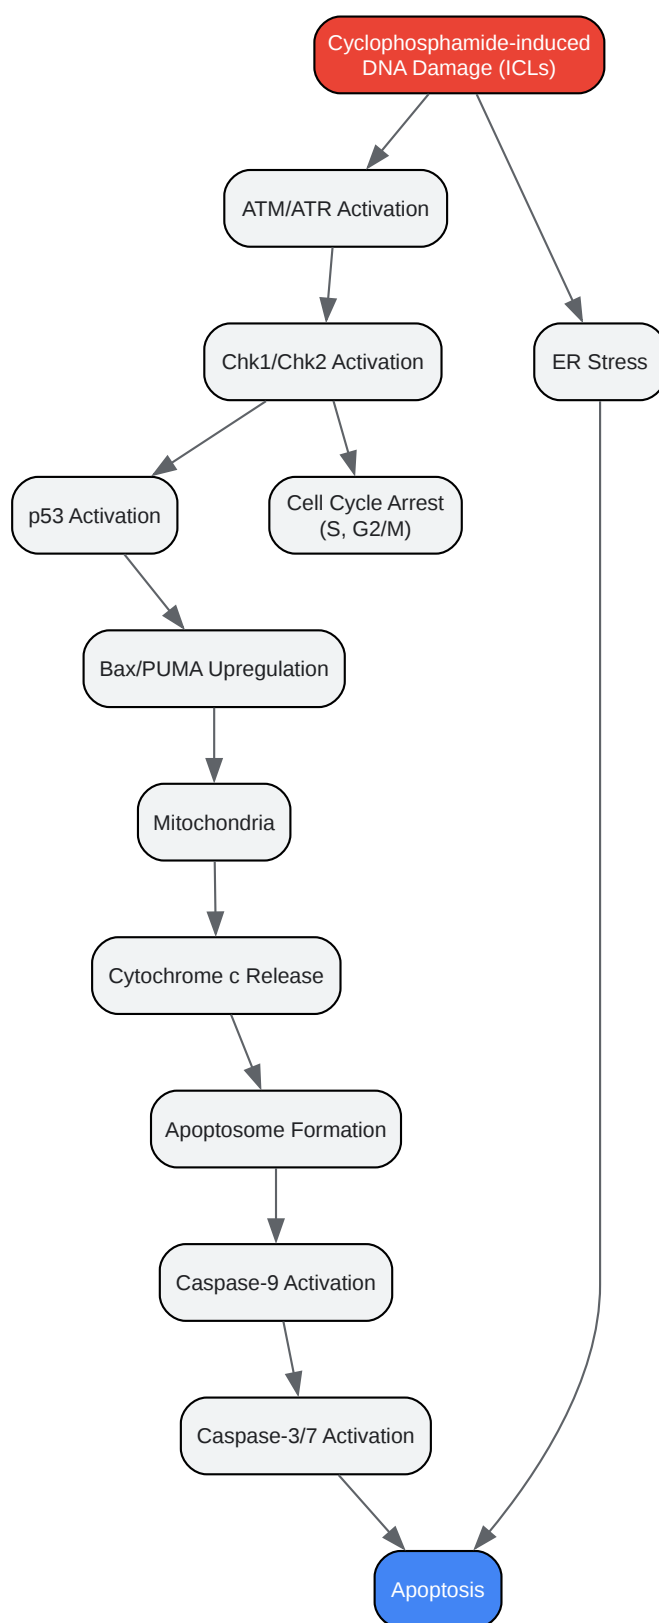 Cyclophosphamide-induced
DNA Damage (ICLs)
ATM/ATR Activation
Chk1/Chk2 Activation
ER Stress
p53 Activation
Cell Cycle Arrest
(S, G2/M)
Bax/PUMA Upregulation
Mitochondria
Cytochrome c Release
Apoptosome Formation
Caspase-9 Activation
Caspase-3/7 Activation
Apoptosis